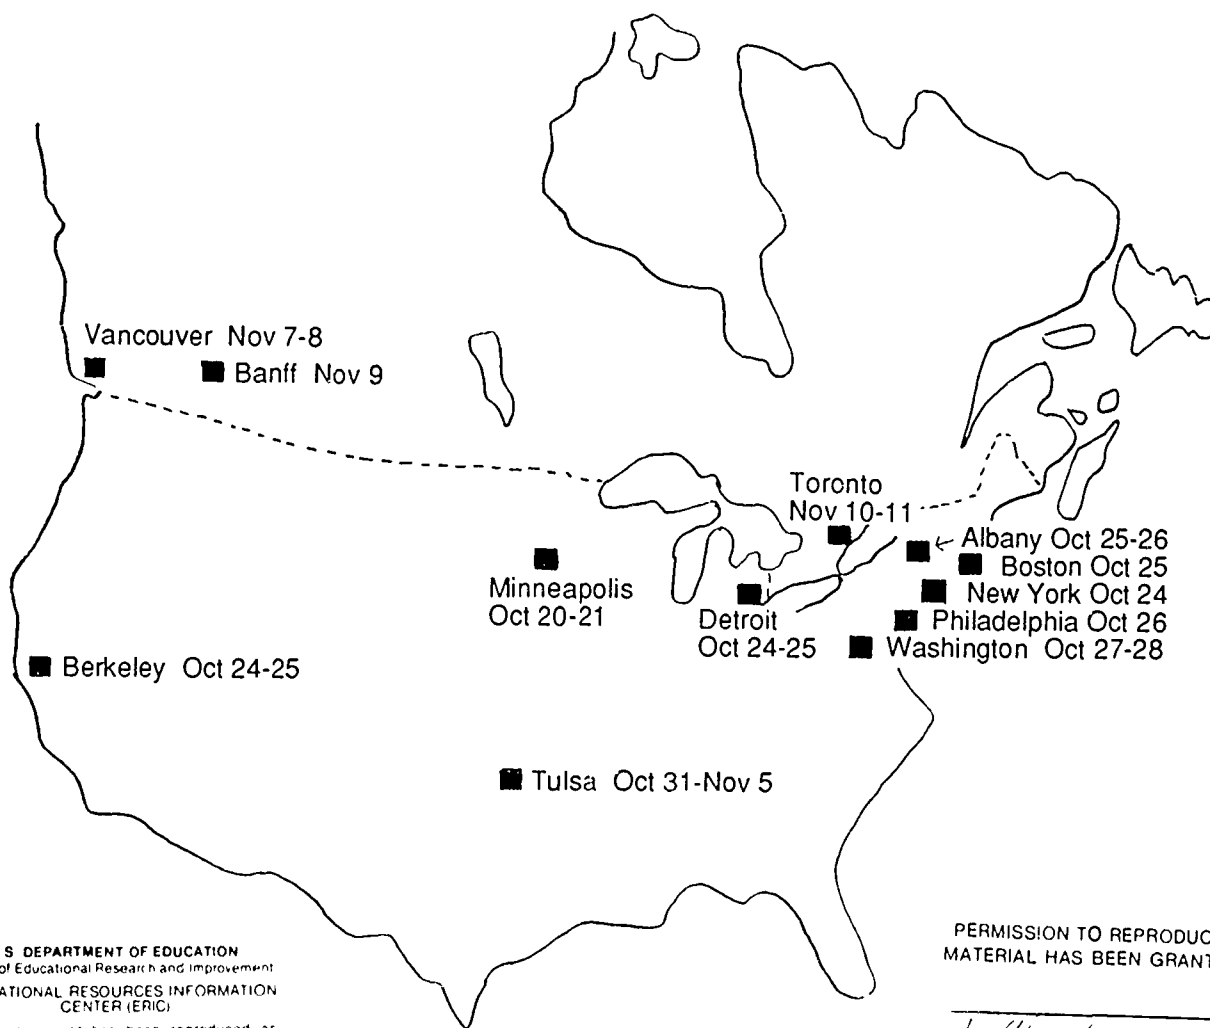 Vancouver Nov 7-8
Banff Nov 9
Toronto
Nov 10-11
Albany Oct 25-26
Boston Oct 25
Minneapolis
Oct 20-21
New York Oct 24
Detroit
Oct 24-25
Philadelphia Oct 26
Washington Oct 27-28
Berkeley Oct 24-25
Tulsa Oct 31-Nov 5
S DEPARTMENT OF EDUCATION
of Educational Research and Improvement
ATIONAL RESOURCES INFORMATION
CENTER (ERIC)
PERMISSION TO REPRODUC
MATERIAL HAS BEEN GRANT